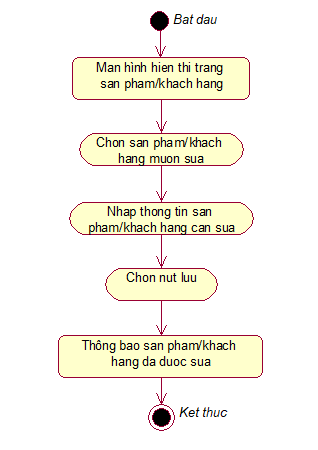 Bat dau
Man hình hien thi trang
san pham/khach hang
Chon san pham/khach
hang muon sua
Nhap thong tin san
pham/khach hang can sua
Chon nut luu
Thông bao san pham/khach
hang da duoc sua
Ket thuc